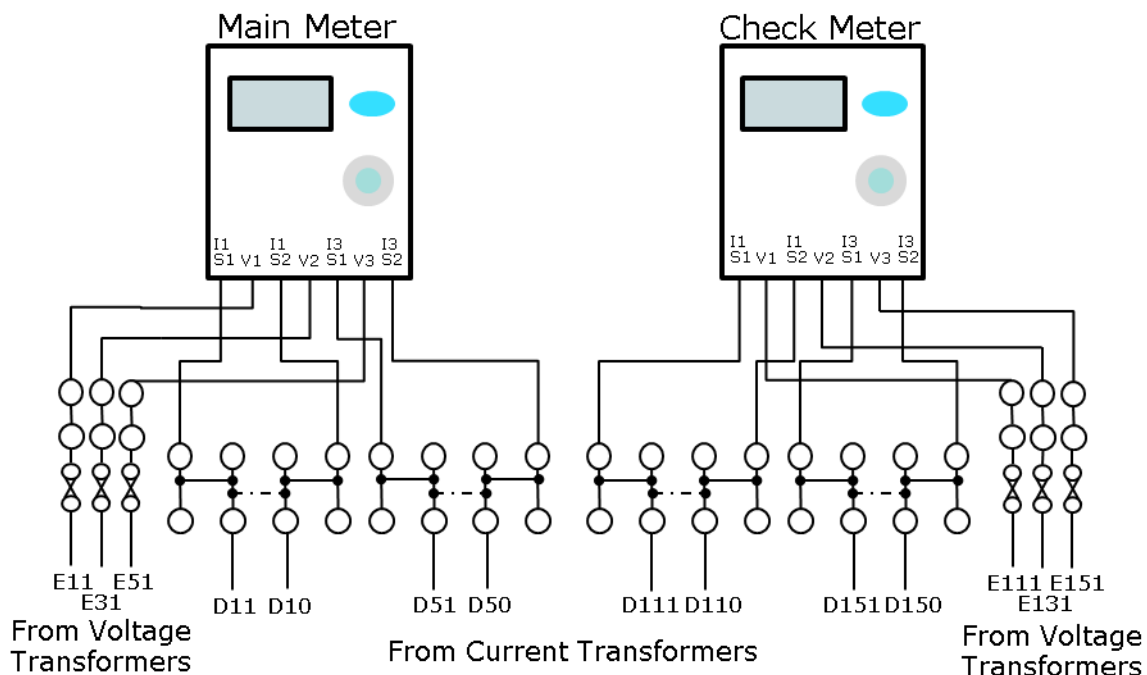 Main Meter
Check Meter
I1 I1 I3 I3
S1 V1 S2 V2 S1 V3 S2
I1 I1 I3 I3
S1 V1 S2 V2 S1 V3 S2
E11 E51
E31
D11 D10
D51 D50
D111 D110
D151 D150
E111 E151
E131
From Voltage
Transformers
From Current Transformers
From Voltage
Transformers